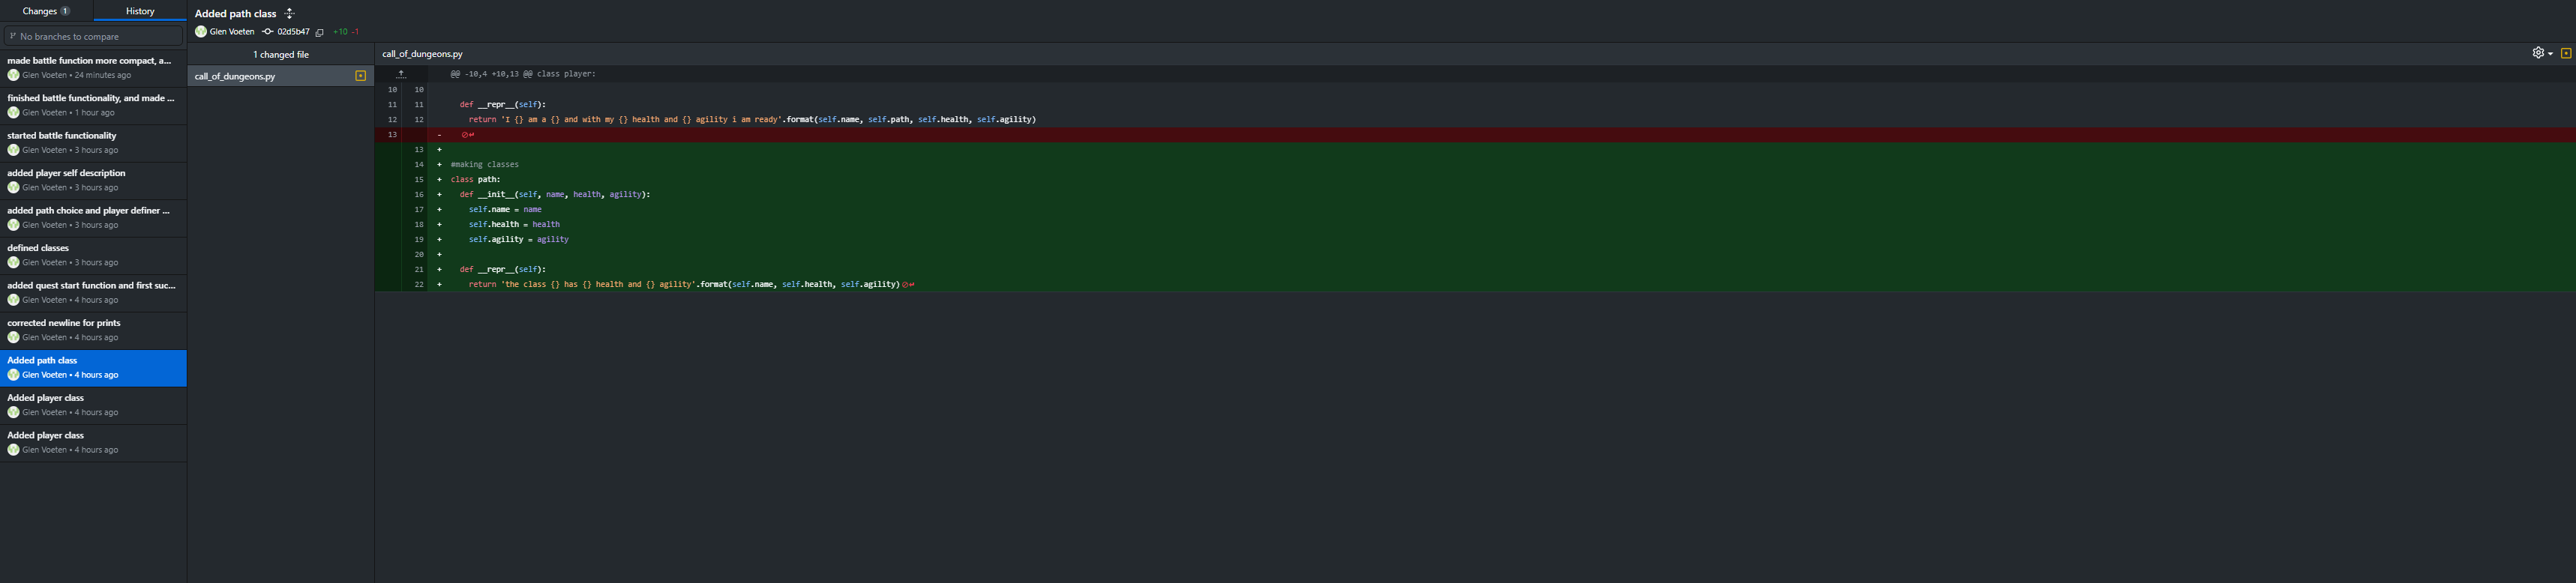 Changes 1
History
No branches to compare
made battle function more compact, a...
Glen Voeten • 24 minutes ago
finished battle functionality, and made ...
Glen Voeten • 1 hour ago
started battle functionality
Glen Voeten • 3 hours ago
added player self description
Glen Voeten • 3 hours ago
added path choice and player definer ...
Glen Voeten • 3 hours ago
defined classes
Glen Voeten • 3 hours ago
added quest start function and first suc...
Glen Voeten • 4 hours ago
corrected newline for prints
Glen Voeten • 4 hours ago
Added path class
Glen Voeten • 4 hours ago
Added player class
Glen Voeten • 4 hours ago
Added player class
Glen Voeten • 4 hours ago
Added path class
Glen Voeten 02d5b47 +10 -1
1 changed file
call_of_dungeons.py
call_of_dungeons.py
@@ -10,4 +10,13 @@ class player:
10 10
11 11 def __repr__(self):
12 12 return 'I {} am a {} and with my {} health and {} agility i am ready'.format(self.name, self.path, self.health, self.agility)
13 -
13 +
14 + #making classes
15 + class path:
16 + def __init__(self, name, health, agility):
17 + self.name = name
18 + self.health = health
19 + self.agility = agility
20 +
21 + def __repr__(self):
22 + return 'the class {} has {} health and {} agility'.format(self.name, self.health, self.agility)